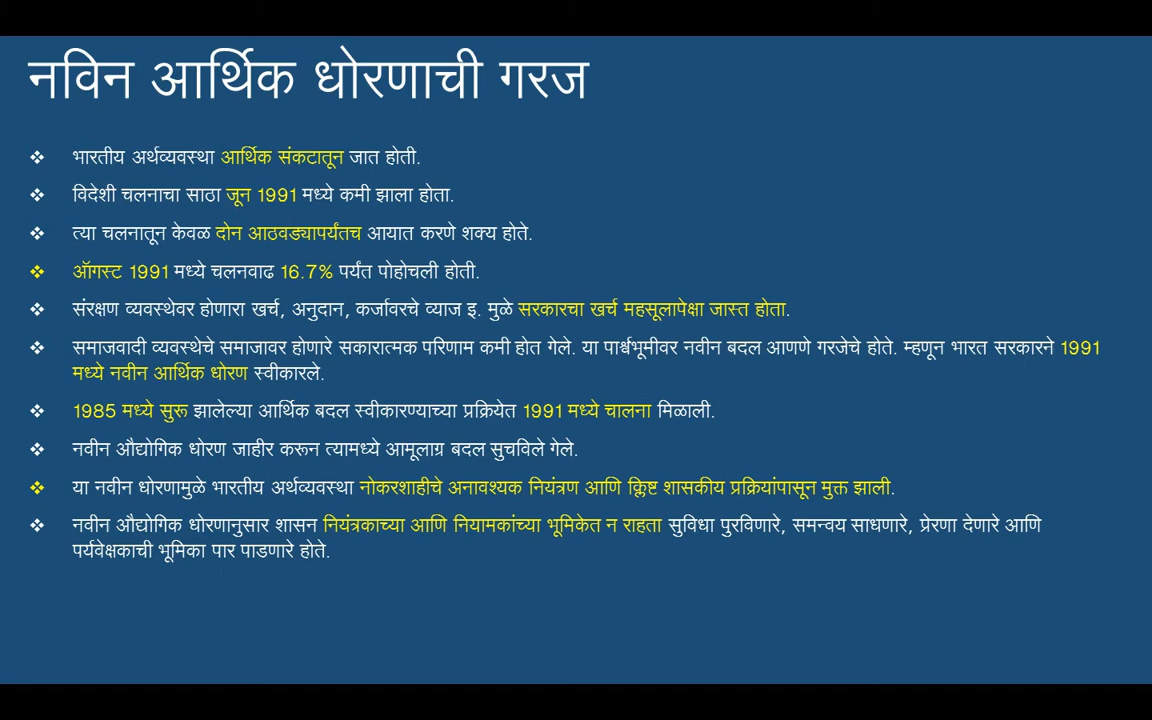 नविन आर्थिक धोरणाची गरज
❖ भारतीय अर्थव्यवस्था आर्थिक संकटातून जात होती.
❖ विदेशी चलनाचा साठा जून 1991 मध्ये कमी झाला होता.
❖ त्या चलनातून केवळ दोन आठवड्यापर्यंतच आयात करणे शक्य होते.
❖ ऑगस्ट 1991 मध्ये चलनवाढ 16.7% पर्यंत पोहोचली होती.
❖ संरक्षण व्यवस्थेवर होणारा खर्च, अनुदान, कर्जावरचे व्याज इ. मुळे सरकारचा खर्च महसूलापेक्षा जास्त होता.
❖ समाजवादी व्यवस्थेचे समाजावर होणारे सकारात्मक परिणाम कमी होत गेले. या पार्श्वभूमीवर नवीन बदल आणणे गरजेचे होते. म्हणून भारत सरकारने 1991
मध्ये नवीन आर्थिक धोरण स्वीकारले.
❖ 1985 मध्ये सुरू झालेल्या आर्थिक बदल स्वीकारण्याच्या प्रक्रियेत 1991 मध्ये चालना मिळाली.
❖ नवीन औद्योगिक धोरण जाहीर करून त्यामध्ये आमूलाग्र बदल सुचविले गेले.
❖ या नवीन धोरणामुळे भारतीय अर्थव्यवस्था नोकरशाहीचे अनावश्यक नियंत्रण आणि क्लिष्ट शासकीय प्रक्रियांपासून मुक्त झाली.
❖ नवीन औद्योगिक धोरणानुसार शासन नियंत्रकाच्या आणि नियामकांच्या भूमिकेत न राहता सुविधा पुरविणारे, समन्वय साधणारे, प्रेरणा देणारे आणि
पर्यवेक्षकाची भूमिका पार पाडणारे होते.